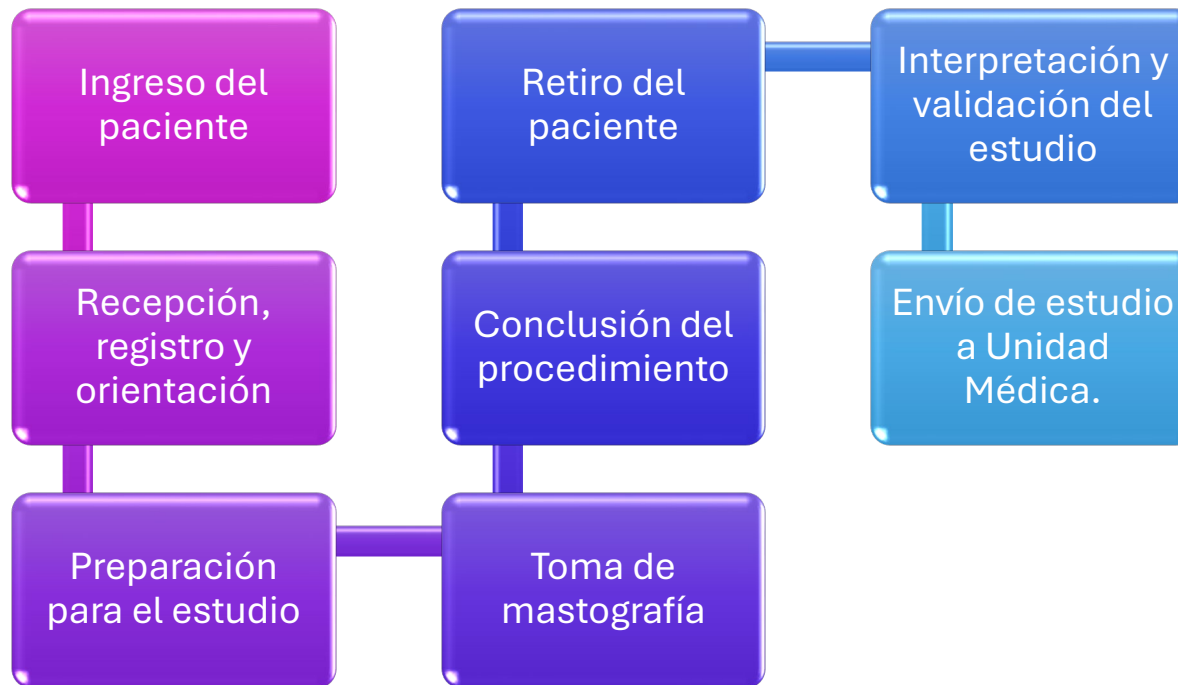 Ingreso del
paciente
Recepción,
registro y
orientación
Preparación
para el estudio
Toma de
mastografía
Conclusión del
procedimiento
Retiro del
paciente
Interpretación y
validación del
estudio
Envío de estudio
a Unidad
Médica.